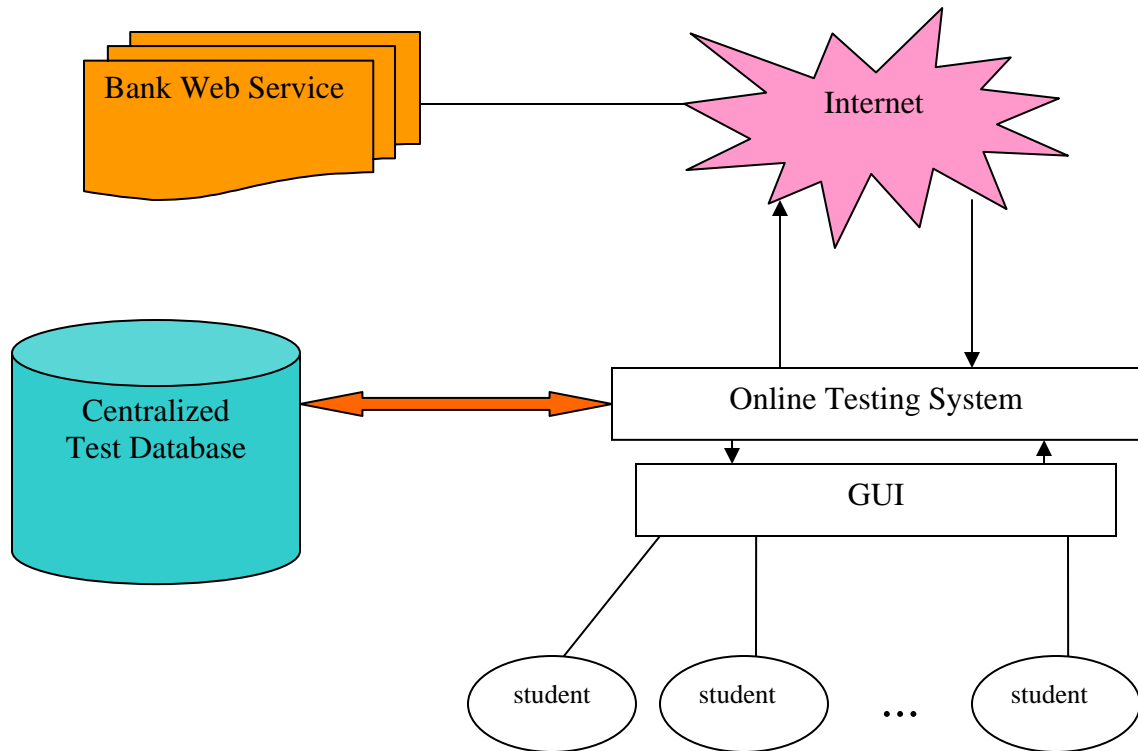 Bank Web Service
Internet
Centralized
Test Database
Online Testing System
GUI
student
student
...
student